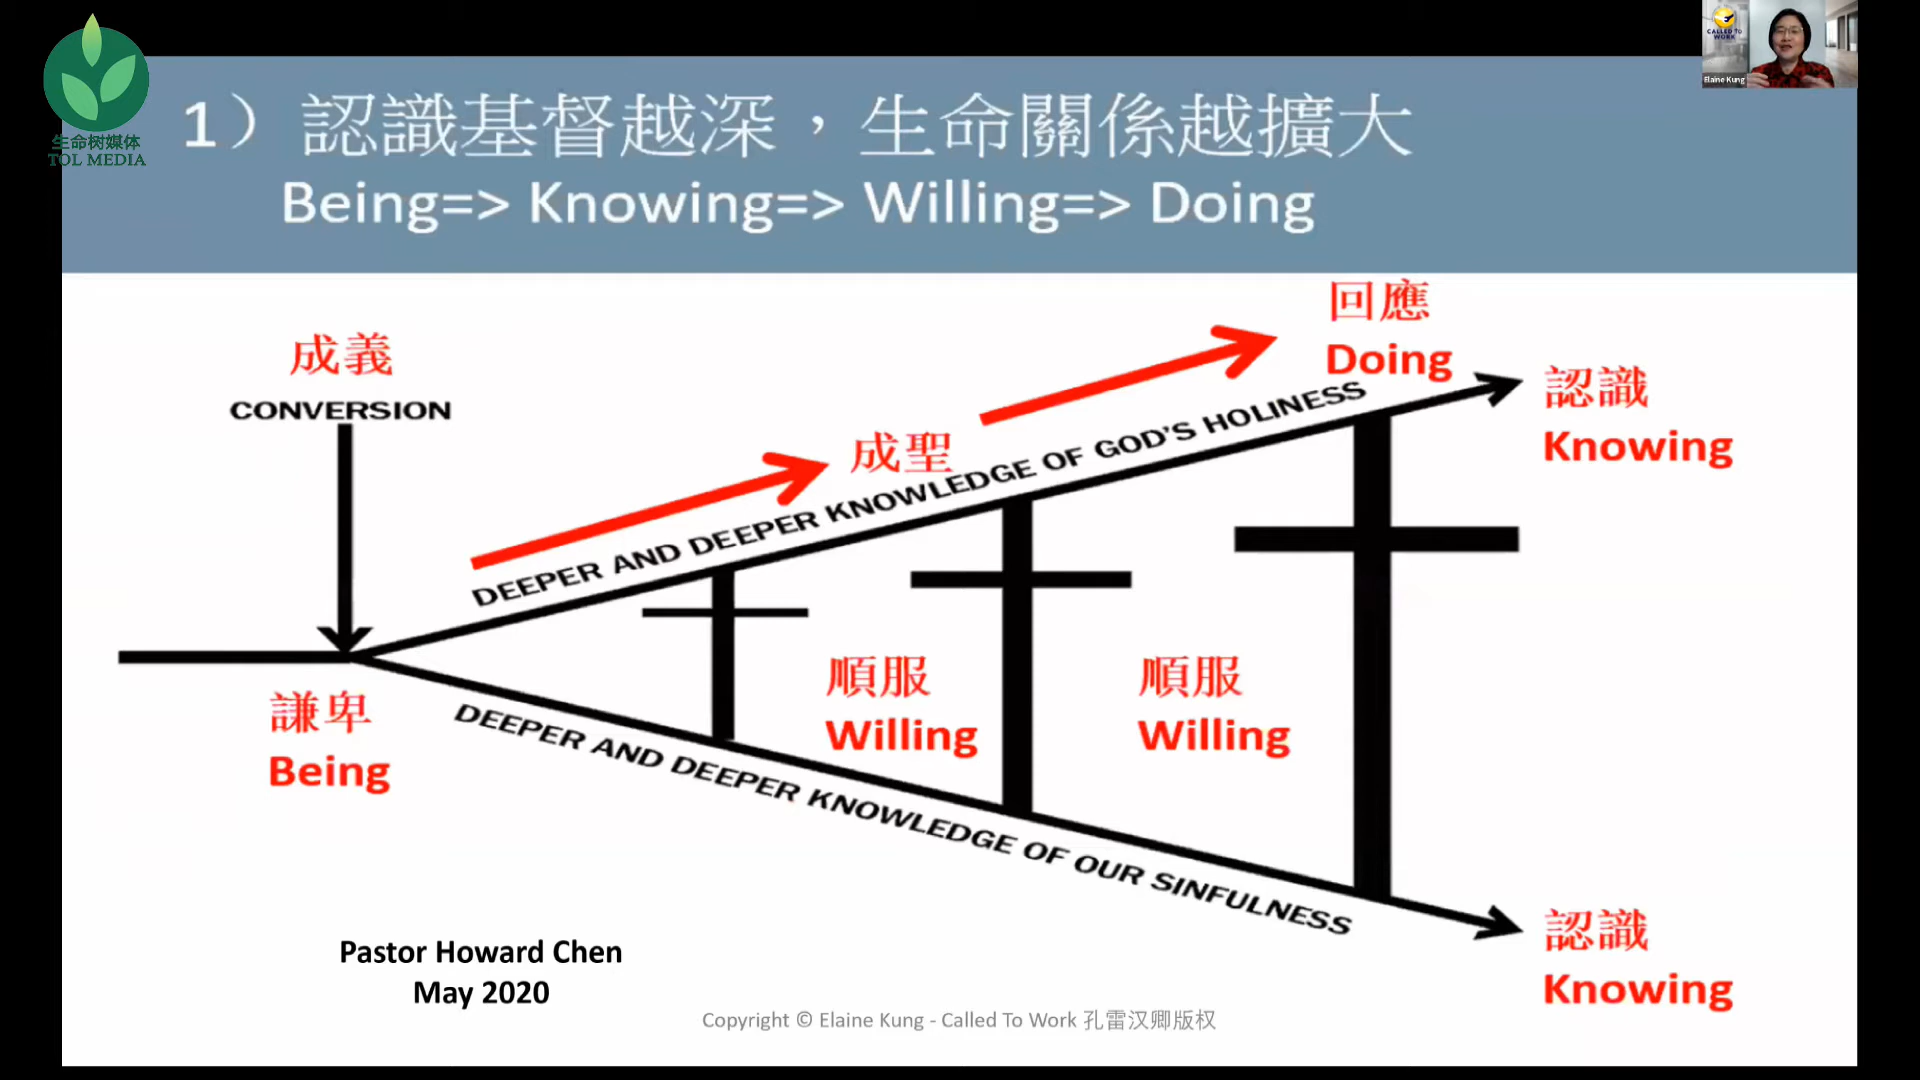 生命树媒体
TOL MEDIA
CALLED TO
WORK
Elaine Kung
1）認識基督越深，生命關係越擴大
Being=> Knowing=> Willing=> Doing
成義
CONVERSION
謙卑
Being
成聖
回應
Doing
DEEPER AND DEEPER KNOWLEDGE OF GOD'S HOLINESS
認識
Knowing
順服
Willing
順服
Willing
DEEPER AND DEEPER KNOWLEDGE OF OUR SINFULNESS
認識
Knowing
Pastor Howard Chen
May 2020
Copyright © Elaine Kung - Called To Work 孔雷汉卿版权